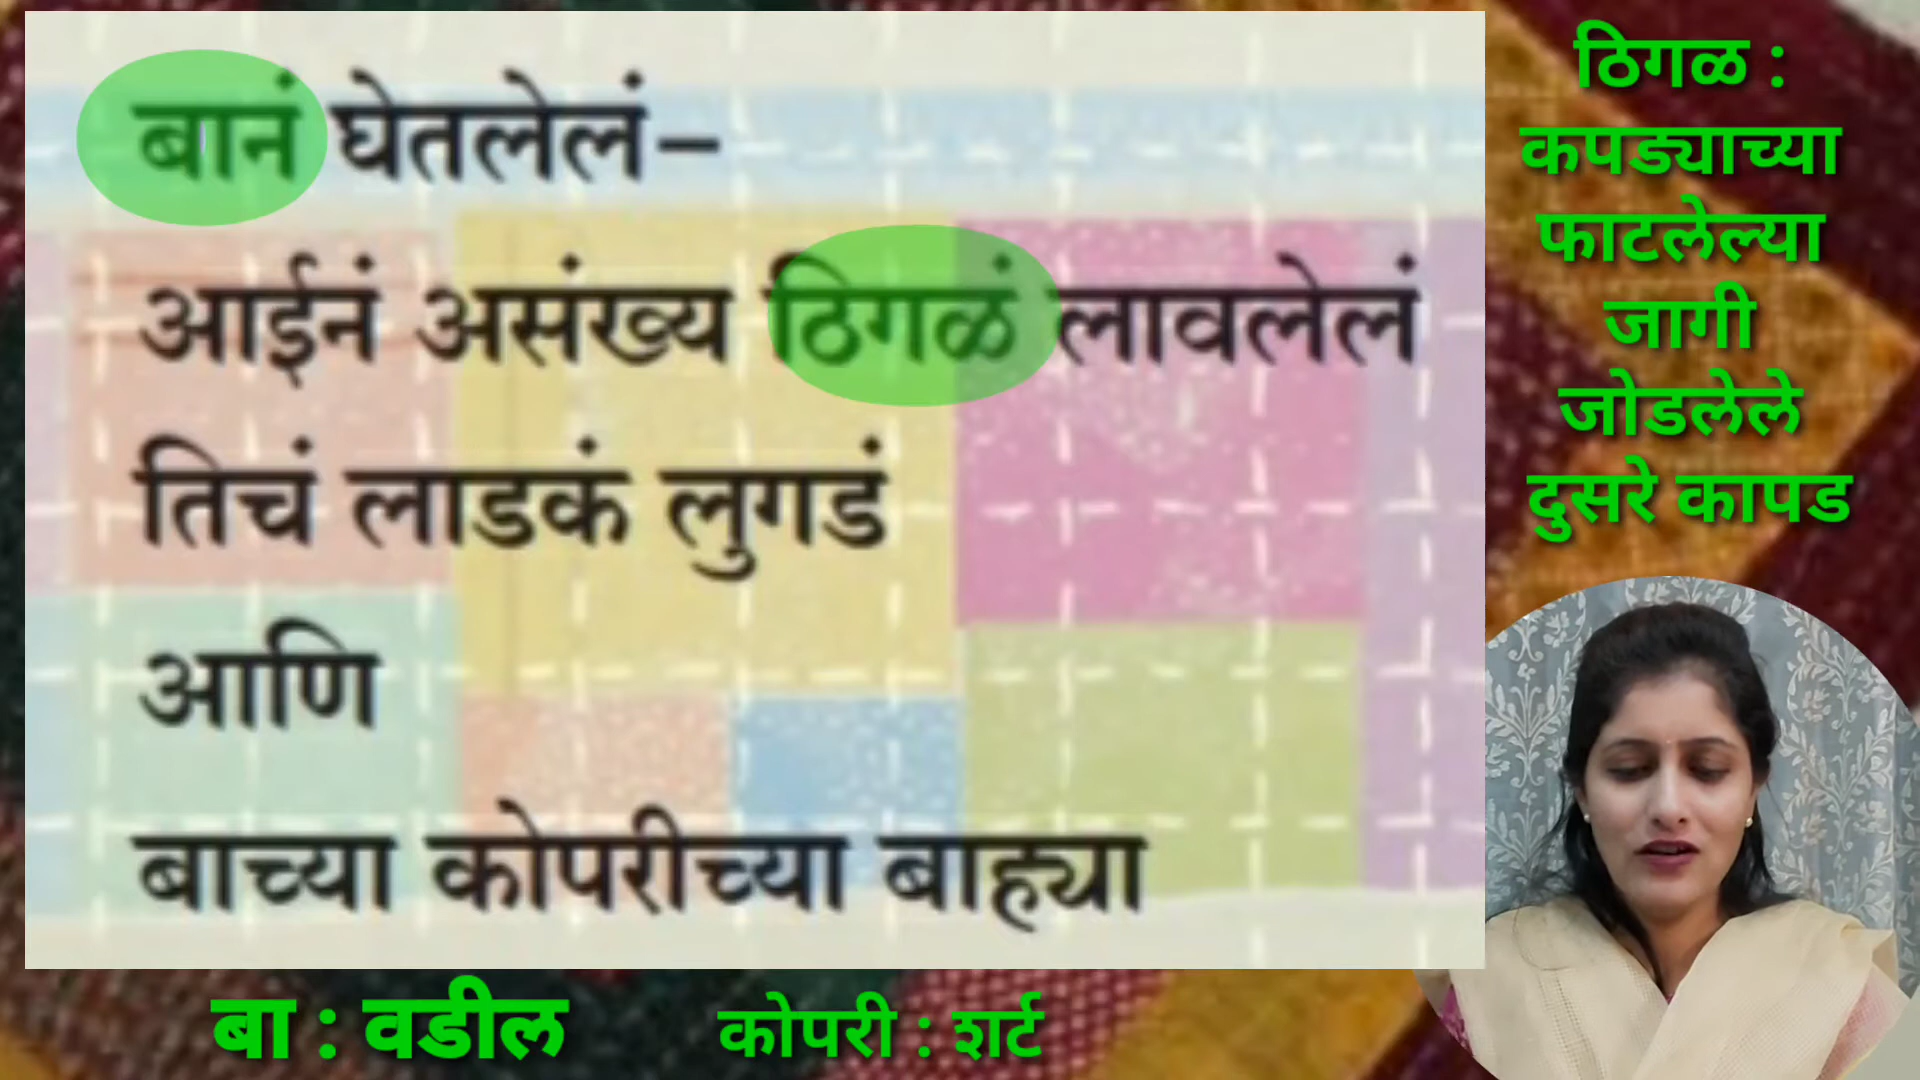 बानं घेतलेलं–
आईनं असंख्य ठिगळं लावलेलं
तिचं लाडकं लुगडं
आणि
बाच्या कोपरीच्या बाह्या
ठिगळ :
कपड्याच्या
फाटलेल्या
जागी
जोडलेले
दुसरे कापड
बा : वडील
कोपरी : शर्ट